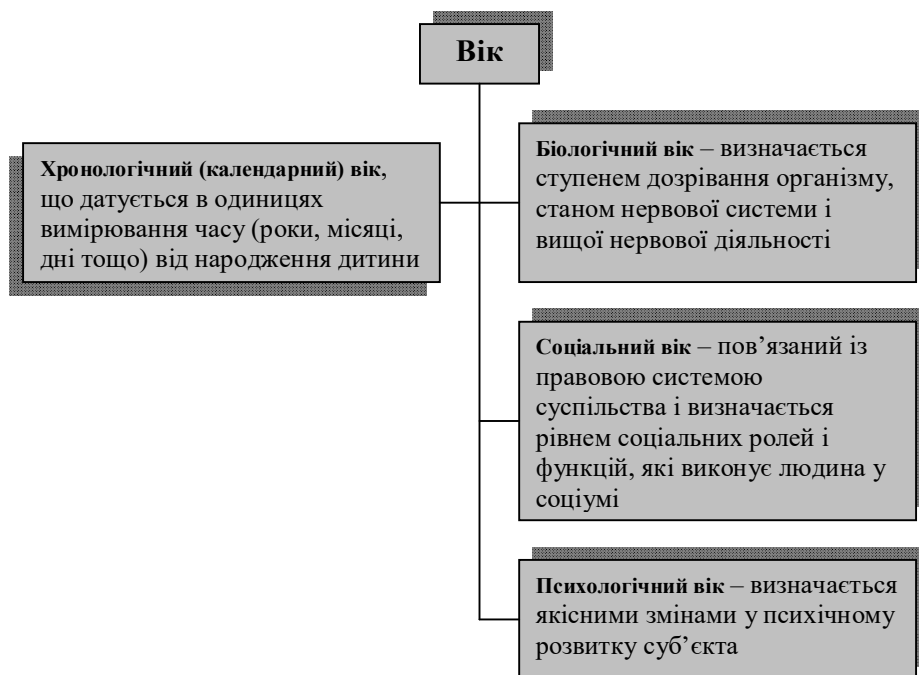 Вік
Хронологічний (календарний) вік,
що датується в одиницях
вимірювання часу (роки, місяці,
дні тощо) від народження дитини
Біологічний вік – визначається
ступенем дозрівання організму,
станом нервової системи і
вищої нервової діяльності
Соціальний вік – пов’язаний із
правовою системою
суспільства і визначається
рівнем соціальних ролей і
функцій, які виконує людина у
соціумі
Психологічний вік – визначається
якісними змінами у психічному
розвитку суб’єкта